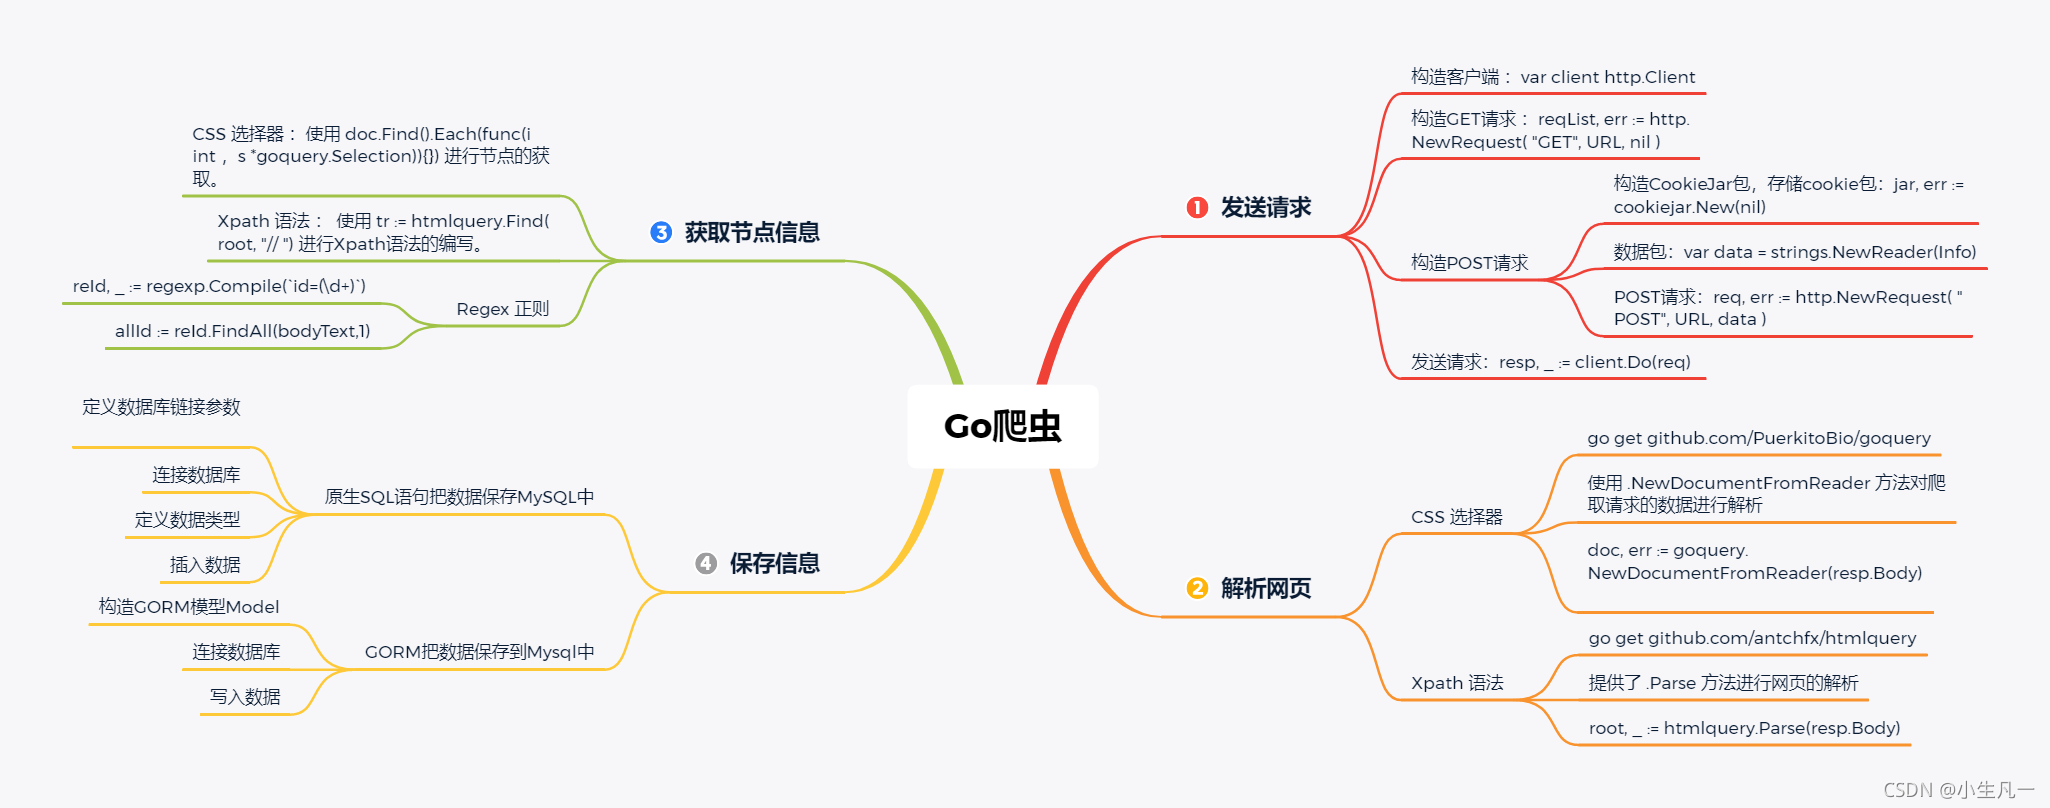 Go爬虫
1 发送请求
构造客户端： var client http.Client
构造GET请求： reqList, err := http.
NewRequest( "GET", URL, nil )
构造POST请求
构造CookieJar包，存储cookie包：jar, err :=
cookiejar.New(nil)
数据包：var data = strings.NewReader(Info)
POST请求：req, err := http.NewRequest( "
POST", URL, data )
发送请求：resp, _ := client.Do(req)
2 解析网页
CSS 选择器
go get github.com/PuerkitoBio/goquery
使用 .NewDocumentFromReader 方法对爬
取请求的数据进行解析
doc, err := goquery.
NewDocumentFromReader(resp.Body)
Xpath 语法
go get github.com/antchfx/htmlquery
提供了 .Parse 方法进行网页的解析
root, _ := htmlquery.Parse(resp.Body)
3 获取节点信息
CSS 选择器： 使用 doc.Find().Each(func(i
int ，s *goquery.Selection)){}) 进行节点的获
取。
Xpath 语法： 使用 tr := htmlquery.Find(
root, "// ") 进行Xpath语法的编写。
Regex 正则
reId, _ := regexp.Compile(`id=(\d+)`)
allId := reId.FindAll(bodyText,1)
4 保存信息
原生SQL语句把数据保存MySQL中
定义数据库链接参数
连接数据库
定义数据类型
插入数据
GORM把数据保存到Mysql中
构造GORM模型Model
连接数据库
写入数据
CSDN @小生凡一